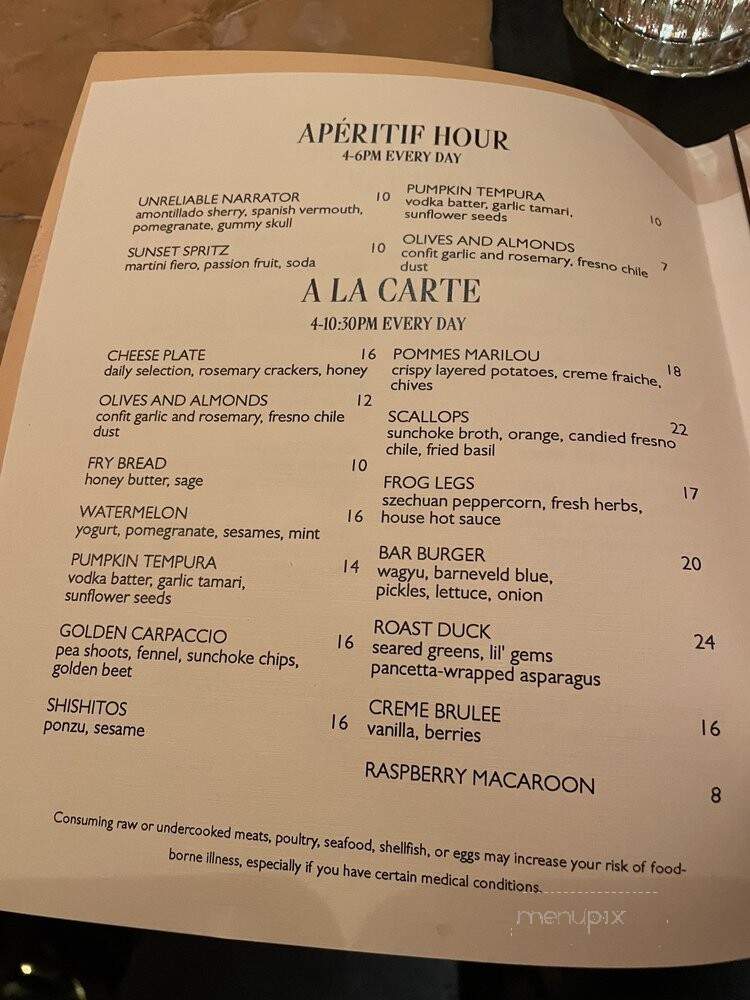 APÉRITIF HOUR
4-6PM EVERY DAY
UNRELIABLE NARRATOR 10
amontillado sherry, spanish vermouth,
pomegranate, gummy skull
SUNSET SPRITZ 10
martini fiero, passion fruit, soda
PUMPKIN TEMPURA
vodka batter, garlic tamari,
sunflower seeds 10
OLIVES AND ALMONDS
confit garlic and rosemary, fresno chile 7
dust
A LA CARTE
4-10:30PM EVERY DAY
CHEESE PLATE 16
daily selection, rosemary crackers, honey
OLIVES AND ALMONDS 12
confit garlic and rosemary, fresno chile
dust
FRY BREAD 10
honey butter, sage
WATERMELON 16
yogurt, pomegranate, sesames, mint
PUMPKIN TEMPURA 14
vodka batter, garlic tamari,
sunflower seeds
GOLDEN CARPACCIO 16
pea shoots, fennel, sunchoke chips,
golden beet
SHISHITOS 16
ponzu, sesame
POMMES MARILOU 18
crispy layered potatoes, creme fraiche,
chives
SCALLOPS 22
sunchoke broth, orange, candied fresno
chile, fried basil
FROG LEGS 17
szechuan peppercorn, fresh herbs,
house hot sauce
BAR BURGER 20
wagyu, barneveld blue,
pickles, lettuce, onion
ROAST DUCK 24
seared greens, lil' gems
pancetta-wrapped asparagus
CREME BRULEE 16
vanilla, berries
RASPBERRY MACAROON 8
Consuming raw or undercooked meats, poultry, seafood, shellfish, or eggs may increase your risk of food-
borne illness, especially if you have certain medical conditions.
menupix